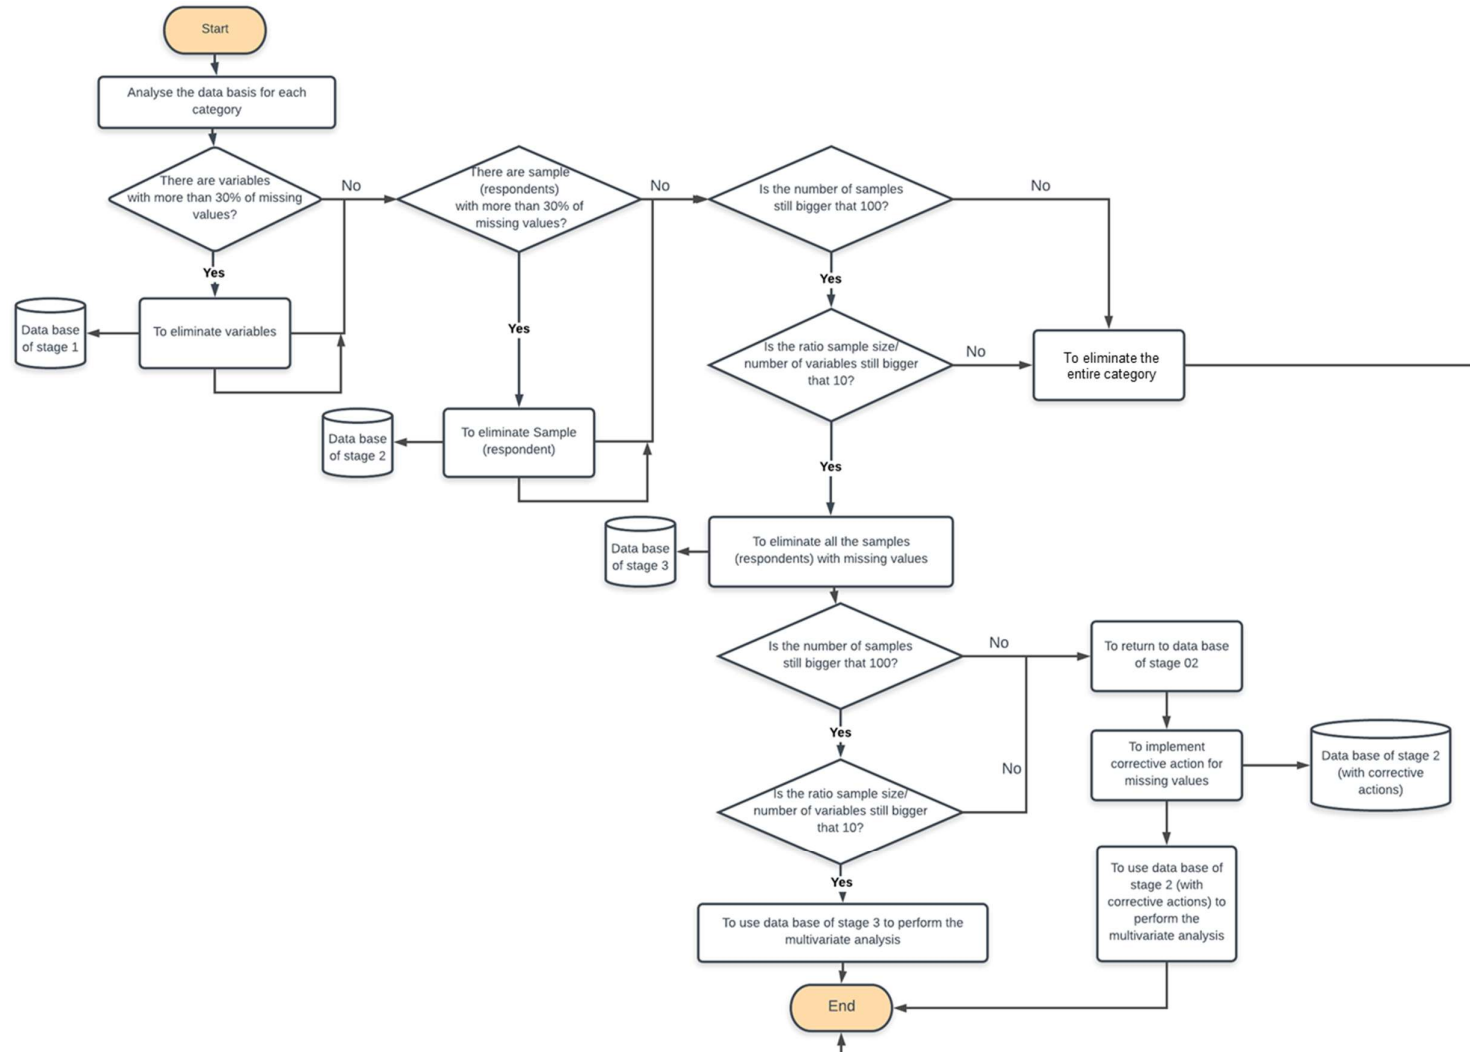 Start
Analyse the data basis for each
category
There are variables
with more than 30% of missing
values?
No
Yes
To eliminate variables
Data base
of stage 1
There are sample
(respondents)
with more than 30% of
missing values?
No
Yes
To eliminate Sample
(respondent)
Data base
of stage 2
Is the number of samples
still bigger that 100?
No
Yes
Is the ratio sample size/
number of variables still bigger
that 10?
No
To eliminate the
entire category
Yes
To eliminate all the samples
(respondents) with missing values
Data base
of stage 3
Is the number of samples
still bigger that 100?
No
To return to data base
of stage 02
Yes
To implement
corrective action for
missing values
Data base of stage 2
(with corrective
actions)
No
Is the ratio sample size/
number of variables still bigger
that 10?
Yes
To use data base of
stage 2 (with
corrective actions) to
perform the
multivariate analysis
To use data base of stage 3 to perform the
multivariate analysis
End